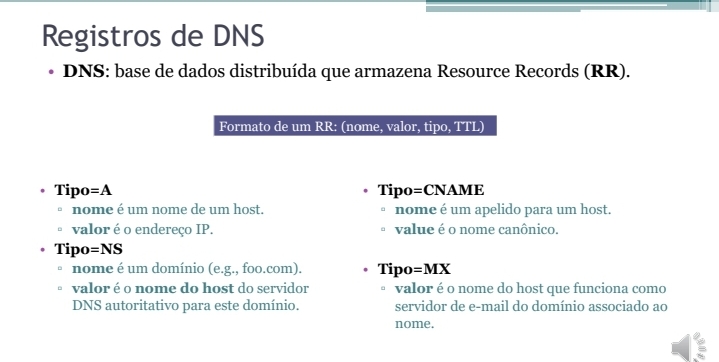 Registros de DNS
• DNS: base de dados distribuída que armazena Resource Records (RR).
Formato de um RR: (nome, valor, tipo, TTL)
• Tipo=A
▫ nome é um nome de um host.
▫ valor é o endereço IP.
• Tipo=NS
▫ nome é um domínio (e.g., foo.com).
▫ valor é o nome do host do servidor
DNS autoritativo para este domínio.
• Tipo=CNAME
▫ nome é um apelido para um host.
▫ value é o nome canônico.
• Tipo=MX
▫ valor é o nome do host que funciona como
servidor de e-mail do domínio associado ao
nome.